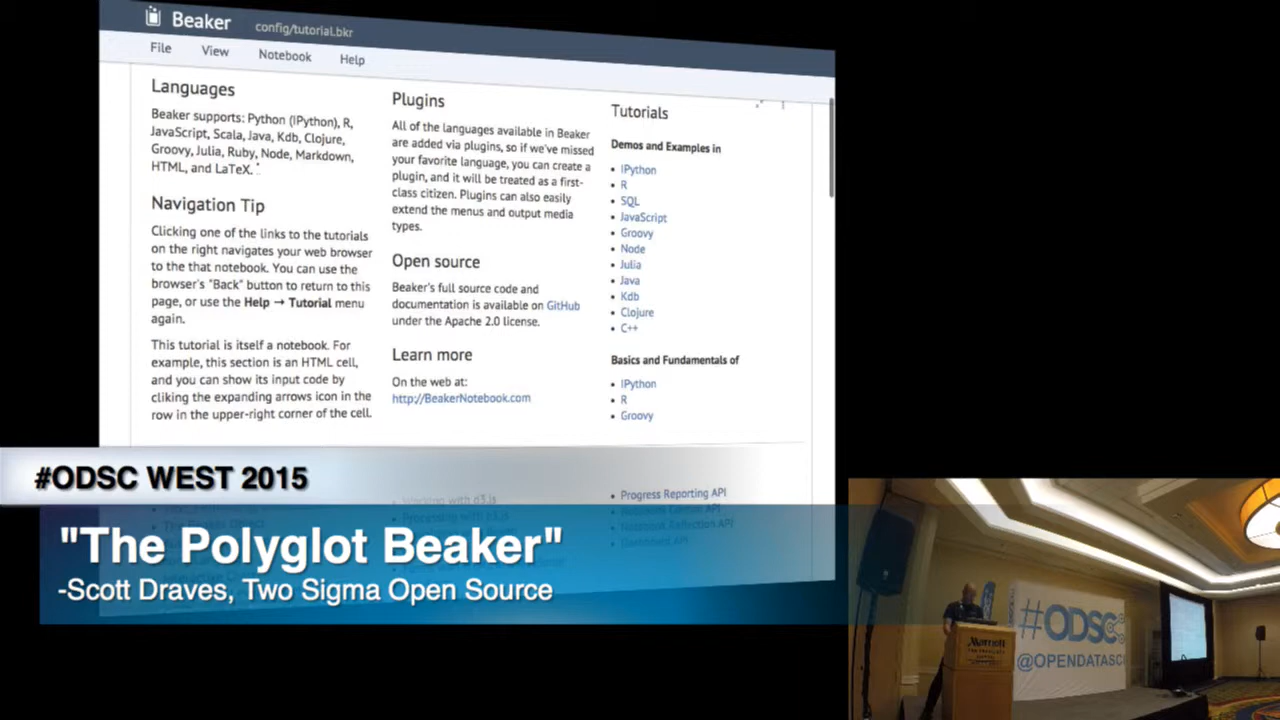 Beaker config/tutorial.bkr
File View Notebook Help
Languages
Beaker supports: Python (IPython), R,
JavaScript, Scala, Java, Kdb, Clojure,
Groovy, Julia, Ruby, Node, Markdown,
HTML, and LaTeX.
Navigation Tip
Clicking one of the links to the tutorials
on the right navigates your web browser
to the that notebook. You can use the
browser's "Back" button to return to this
page, or use the Help → Tutorial menu
again.
This tutorial is itself a notebook. For
example, this section is an HTML cell,
and you can show its input code by
cliking the expanding arrows icon in the
row in the upper-right corner of the cell.
Plugins
All of the languages available in Beaker
are added via plugins, so if we've missed
your favorite language, you can create a
plugin, and it will be treated as a first-
class citizen. Plugins can also easily
extend the menus and output media
types.
Open source
Beaker's full source code and
documentation is available on GitHub
under the Apache 2.0 license.
Learn more
On the web at:
http://BeakerNotebook.com
Tutorials
Demos and Examples in
• IPython
• R
• SQL
• JavaScript
• Groovy
• Node
• Julia
• Java
• Kdb
• Clojure
• C++
Basics and Fundamentals of
• IPython
• R
• Groovy
• Working with d3.js
• Progress Reporting API
• Notebook Reflection API
• Dashboard API
#ODSC WEST 2015
"The Polyglot Beaker"
-Scott Draves, Two Sigma Open Source
Marriott
#ODSC
@OPENDATASCI